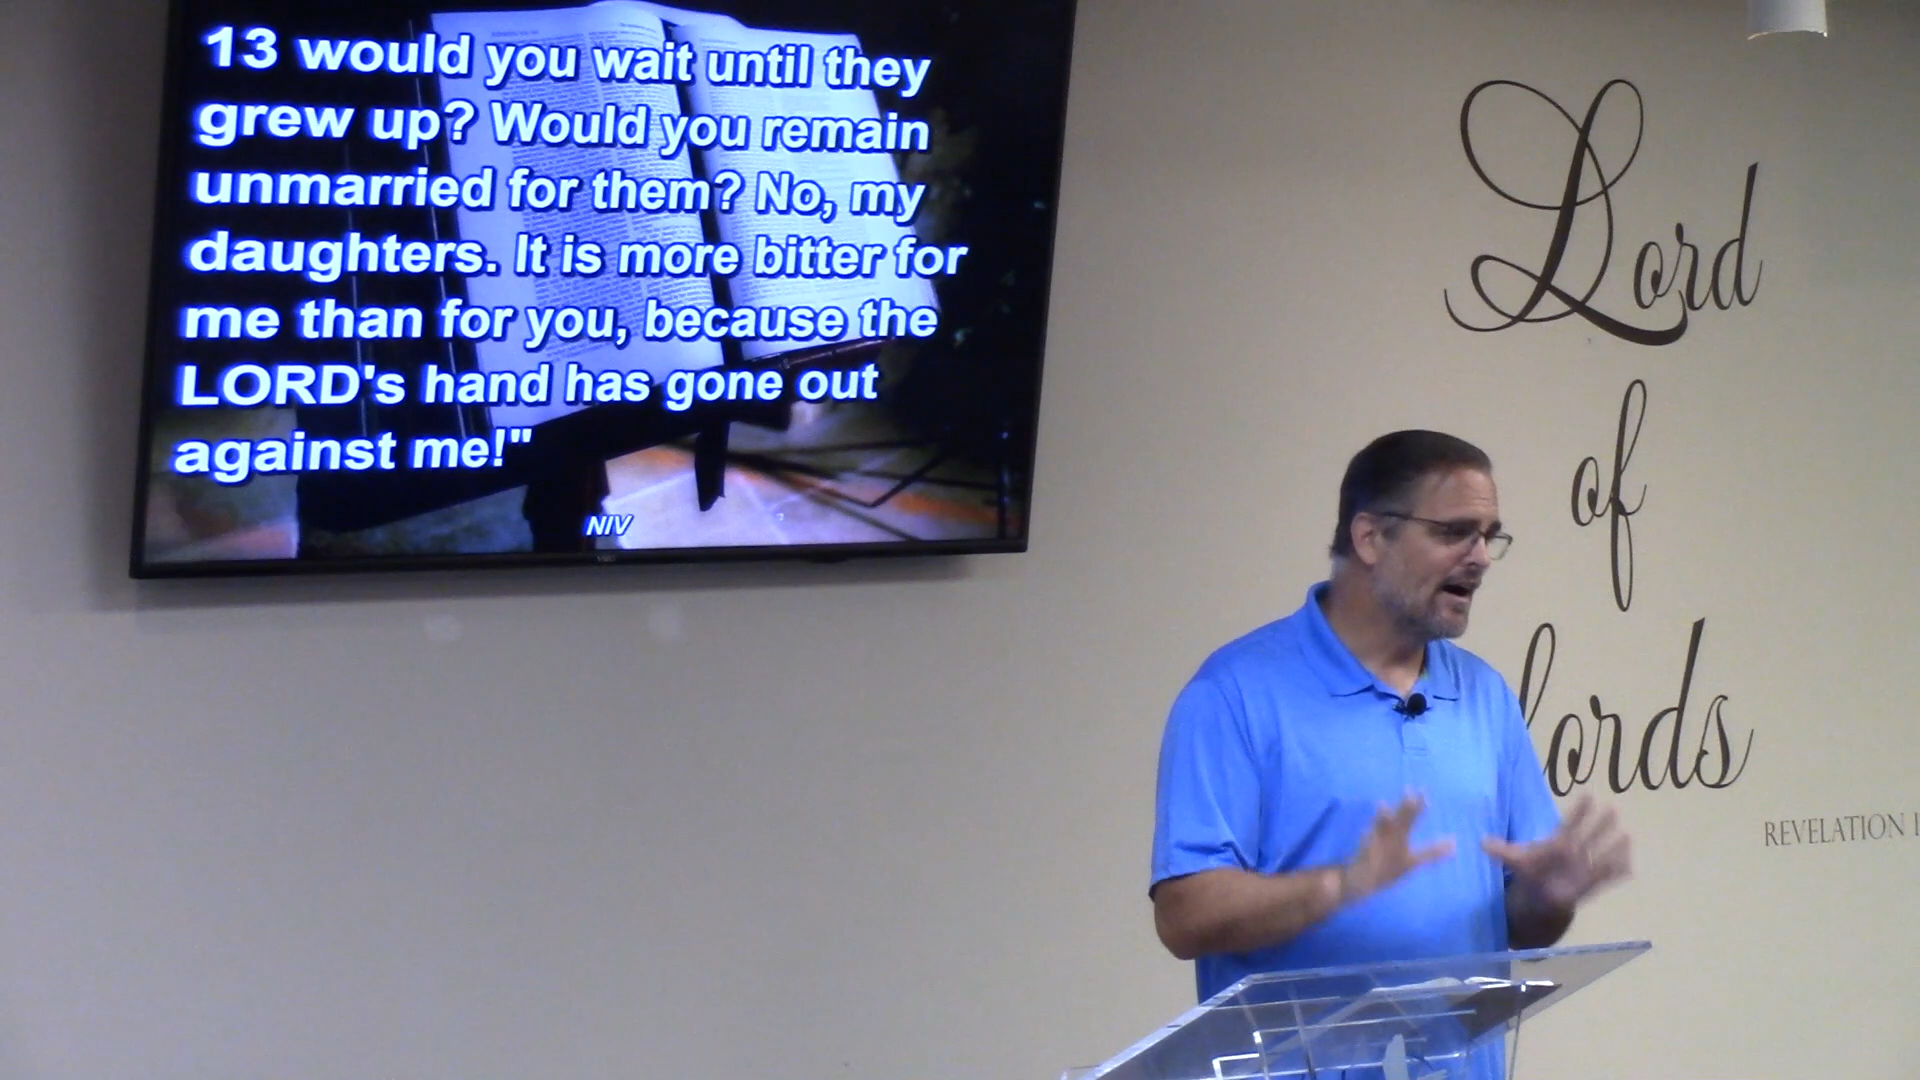 13 would you wait until they
grew up? Would you remain
unmarried for them? No, my
daughters. It is more bitter for
me than for you, because the
LORD's hand has gone out
against me!"
NIV
Lord
of
lords
REVELATION